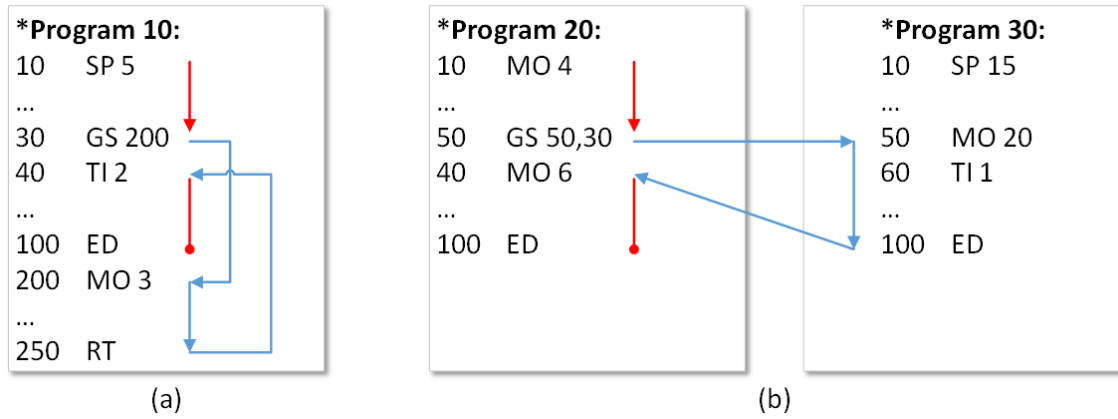 *Program 10:
10 SP 5
...
30 GS 200
40 TI 2
...
100 ED
200 MO 3
...
250 RT
(a)
*Program 20:
10 MO 4
...
50 GS 50,30
40 MO 6
...
100 ED
*Program 30:
10 SP 15
...
50 MO 20
60 TI 1
...
100 ED
(b)